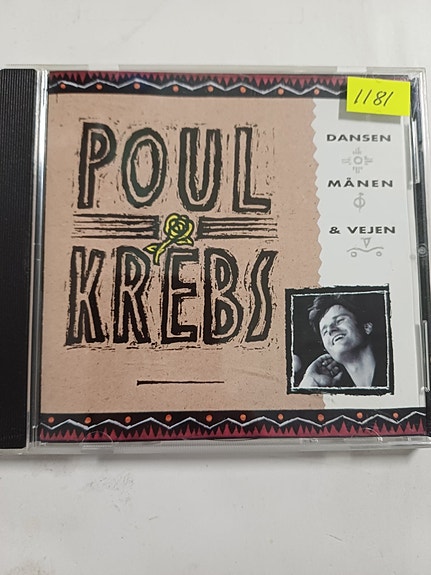 1181
POUL
KREBS
DANSEN
MÅNEN
& VEJEN